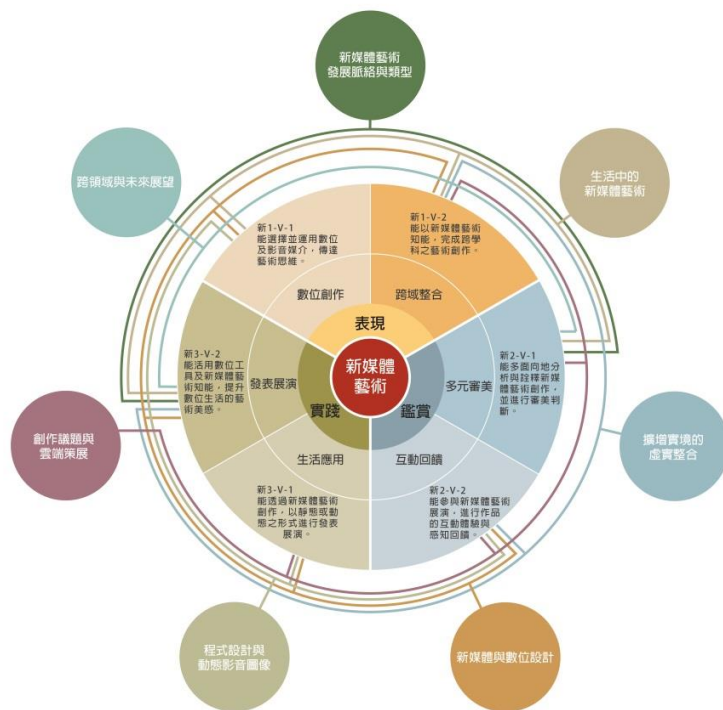 新媒體藝術
發展脈絡與類型
跨領域與未來展望
生活中的
新媒體藝術
新1-V-1
能選擇並運用數位
及影音媒介，傳達
藝術思維。
新1-V-2
能以新媒體藝術
知能，完成跨學
科之藝術創作。
數位創作
跨域整合
表現
新3-V-2
能活用數位工
具及新媒體藝
術知能，提升
數位生活的藝
術美感。
發表展演
新媒體
藝術
多元審美
新2-V-1
能多面向地分
析與詮釋新媒
體藝術創作，
並進行審美判
斷。
實踐
鑑賞
創作議題與
雲端策展
擴增實境的
虛實整合
生活應用
互動回饋
新3-V-1
能透過新媒體藝術
創作，以靜態或動
態之形式進行發表
展演。
新2-V-2
能參與新媒體藝術
展演，進行作品
的互動體驗與
感知回饋。
程式設計與
動態影音圖像
新媒體與數位設計